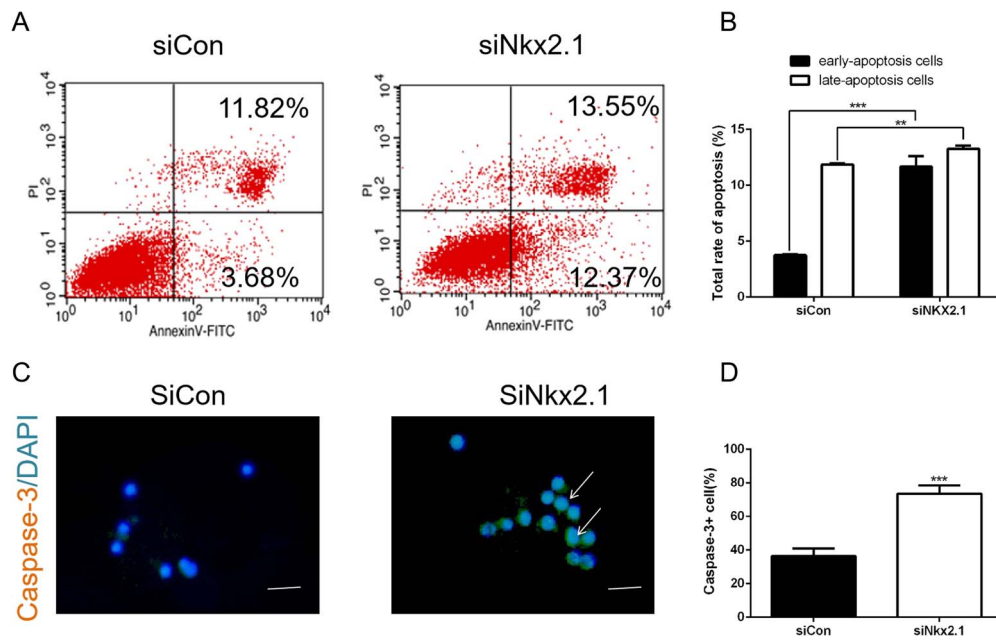 A
siCon
siNkx2.1
B
early-apoptosis cells
late-apoptosis cells
11.82%
3.68%
PI
10⁴
10³
10²
10¹
10⁰
10⁰ 10¹ 10² 10³ 10⁴
AnnexinV-FITC
13.55%
12.37%
PI
10⁴
10³
10²
10¹
10⁰
10⁰ 10¹ 10² 10³ 10⁴
AnnexinV-FITC
***
**
Total rate of apoptosis (%)
15
10
5
0
siCon siNKX2.1
C
SiCon
SiNkx2.1
Caspase-3/DAPI
D
Caspase-3+ cell(%)
100
80
60
40
20
0
***
siCon siNkx2.1